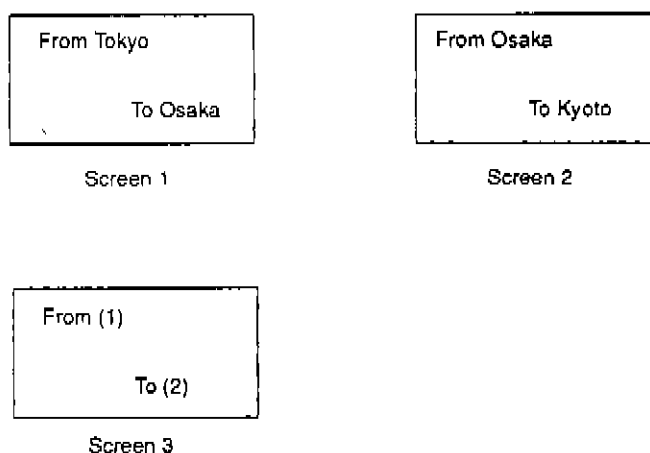 From Tokyo
To Osaka
Screen 1
From Osaka
To Kyoto
Screen 2
From (1)
To (2)
Screen 3